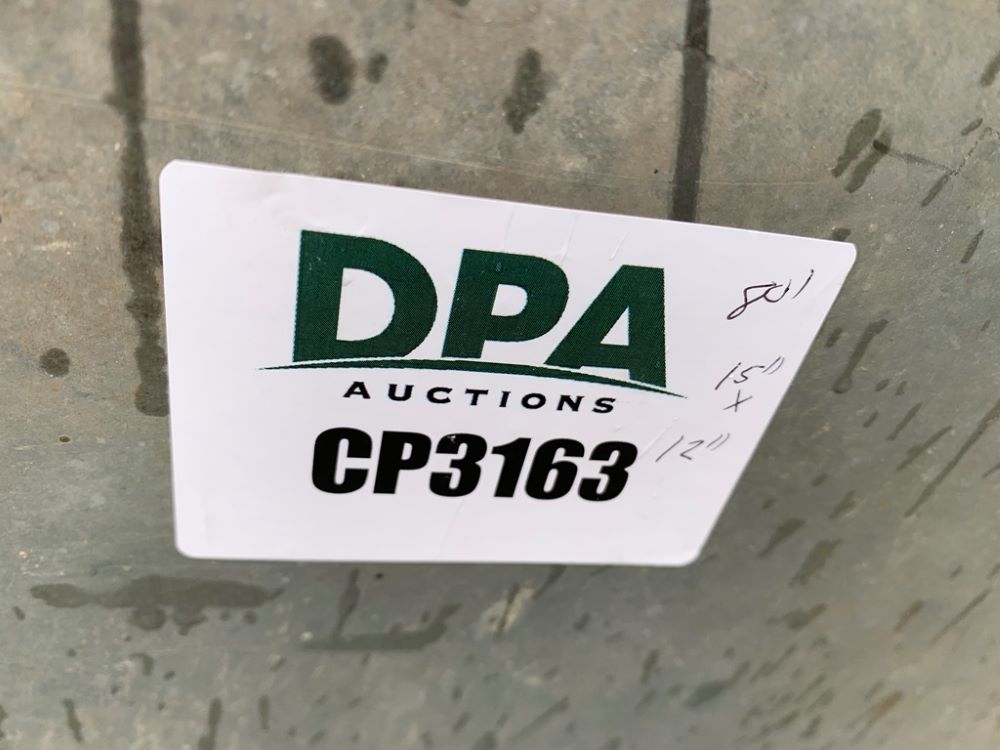 DPA
AUCTIONS
CP3163
80'
15"
X
12"